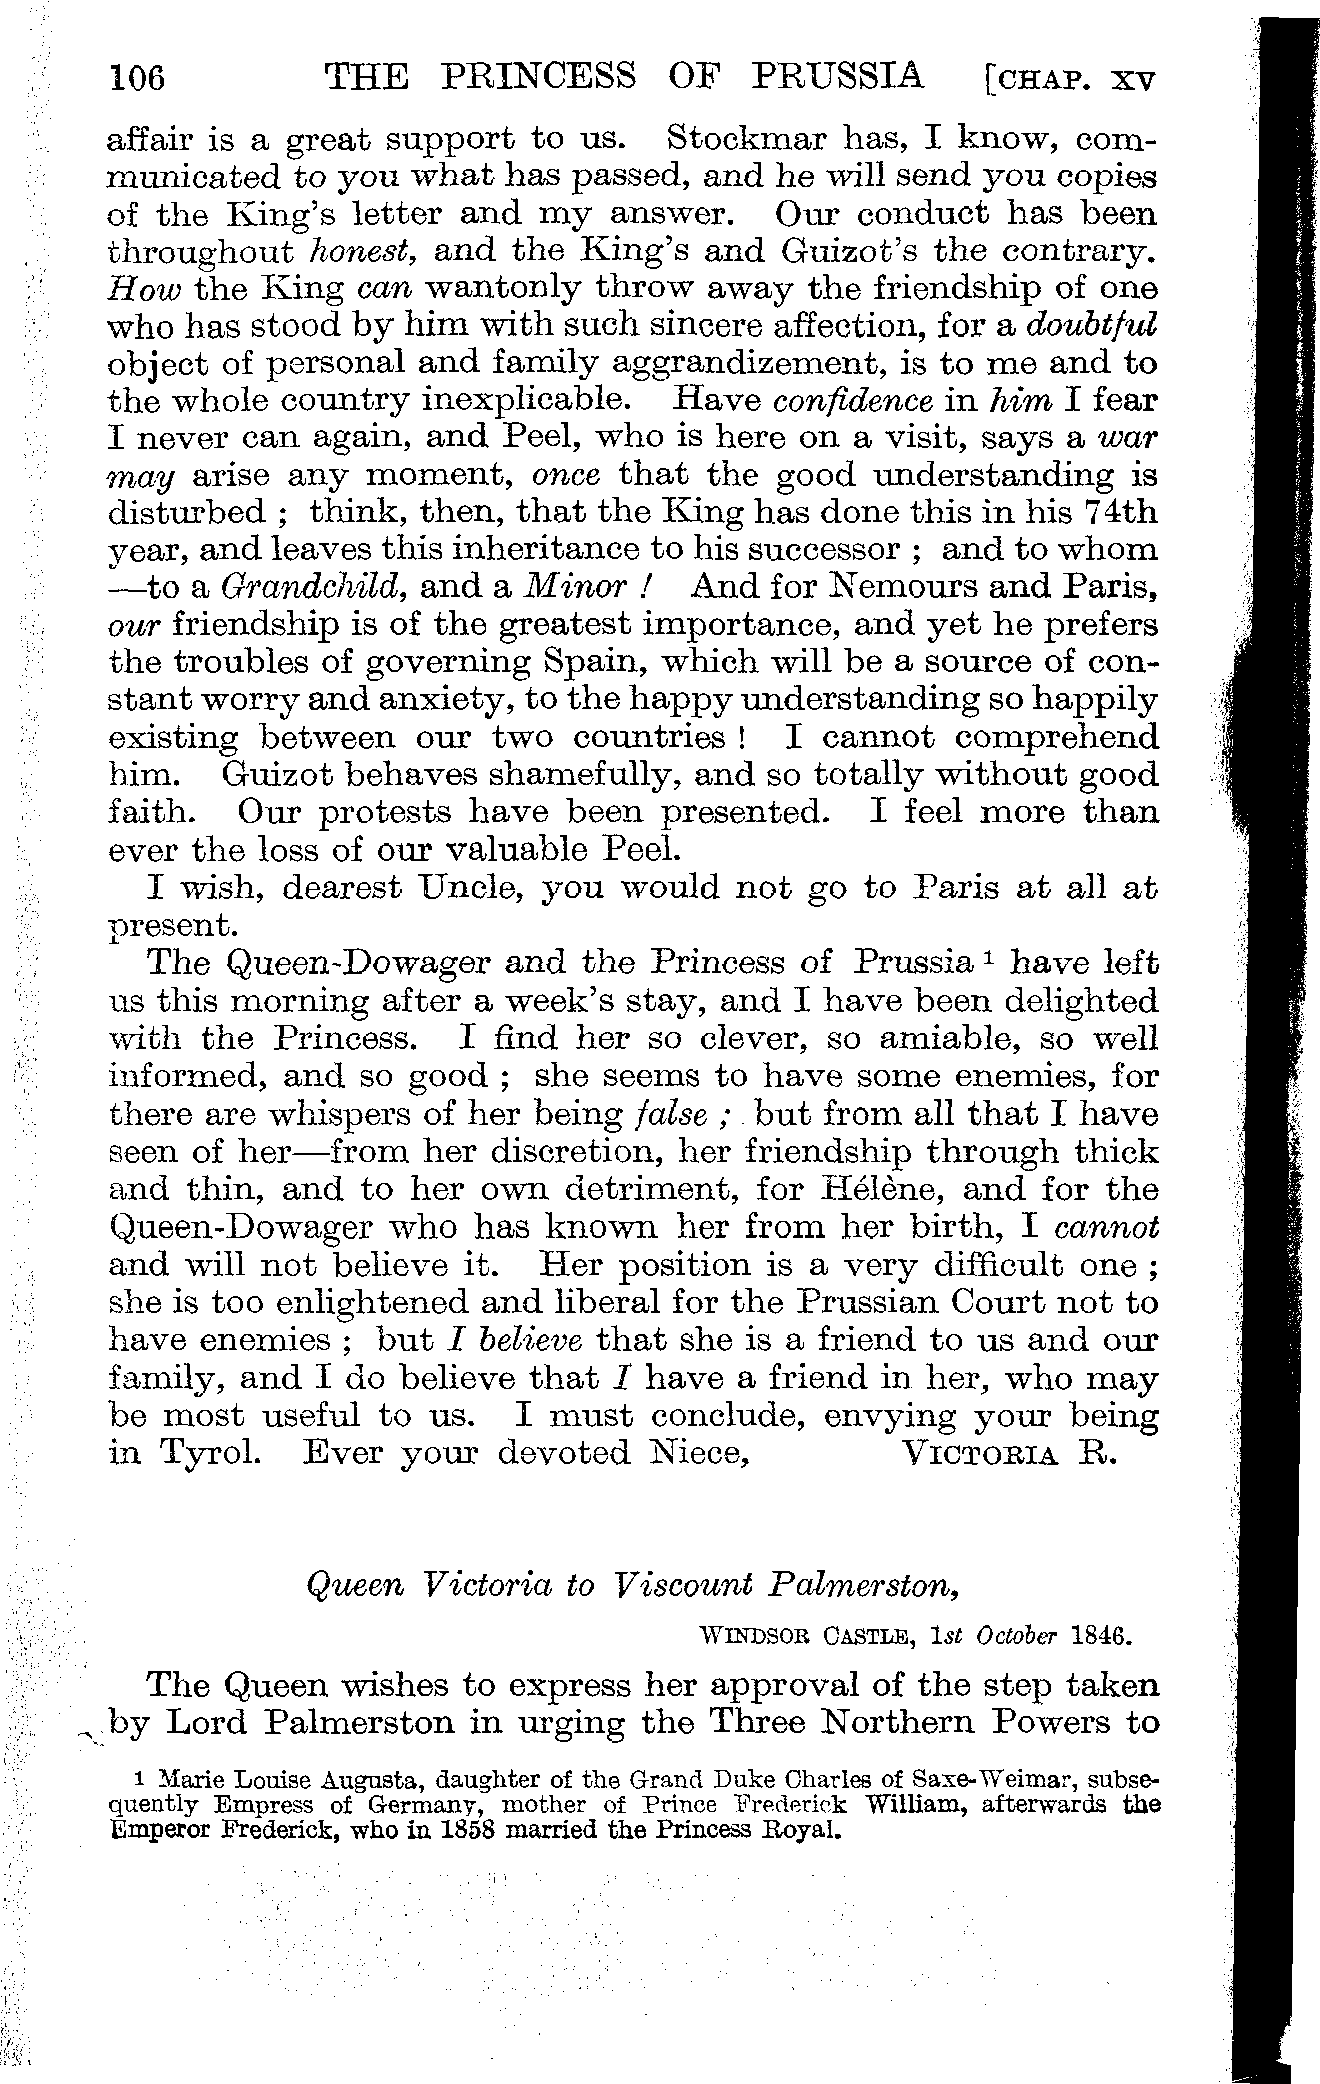 106 THE PRINCESS OF PRUSSIA [CHAP. XV
affair is a great support to us. Stockmar has, I know, com-
municated to you what has passed, and he will send you copies
of the King's letter and my answer. Our conduct has been
throughout honest, and the King's and Guizot's the contrary.
How the King can wantonly throw away the friendship of one
who has stood by him with such sincere affection, for a doubtful
object of personal and family aggrandizement, is to me and to
the whole country inexplicable. Have confidence in him I fear
I never can again, and Peel, who is here on a visit, says a war
may arise any moment, once that the good understanding is
disturbed ; think, then, that the King has done this in his 74th
year, and leaves this inheritance to his successor ; and to whom
—to a Grandchild, and a Minor ! And for Nemours and Paris,
our friendship is of the greatest importance, and yet he prefers
the troubles of governing Spain, which will be a source of con-
stant worry and anxiety, to the happy understanding so happily
existing between our two countries ! I cannot comprehend
him. Guizot behaves shamefully, and so totally without good
faith. Our protests have been presented. I feel more than
ever the loss of our valuable Peel.
I wish, dearest Uncle, you would not go to Paris at all at
present.
The Queen-Dowager and the Princess of Prussia 1 have left
us this morning after a week's stay, and I have been delighted
with the Princess. I find her so clever, so amiable, so well
informed, and so good ; she seems to have some enemies, for
there are whispers of her being false ; but from all that I have
seen of her—from her discretion, her friendship through thick
and thin, and to her own detriment, for Hélène, and for the
Queen-Dowager who has known her from her birth, I cannot
and will not believe it. Her position is a very difficult one ;
she is too enlightened and liberal for the Prussian Court not to
have enemies ; but I believe that she is a friend to us and our
family, and I do believe that I have a friend in her, who may
be most useful to us. I must conclude, envying your being
in Tyrol. Ever your devoted Niece, VICTORIA R.
Queen Victoria to Viscount Palmerston,
WINDSOR CASTLE, 1st October 1846.
The Queen wishes to express her approval of the step taken
by Lord Palmerston in urging the Three Northern Powers to
1 Marie Louise Augusta, daughter of the Grand Duke Charles of Saxe-Weimar, subse-
quently Empress of Germany, mother of Prince Frederick William, afterwards the
Emperor Frederick, who in 1858 married the Princess Royal.